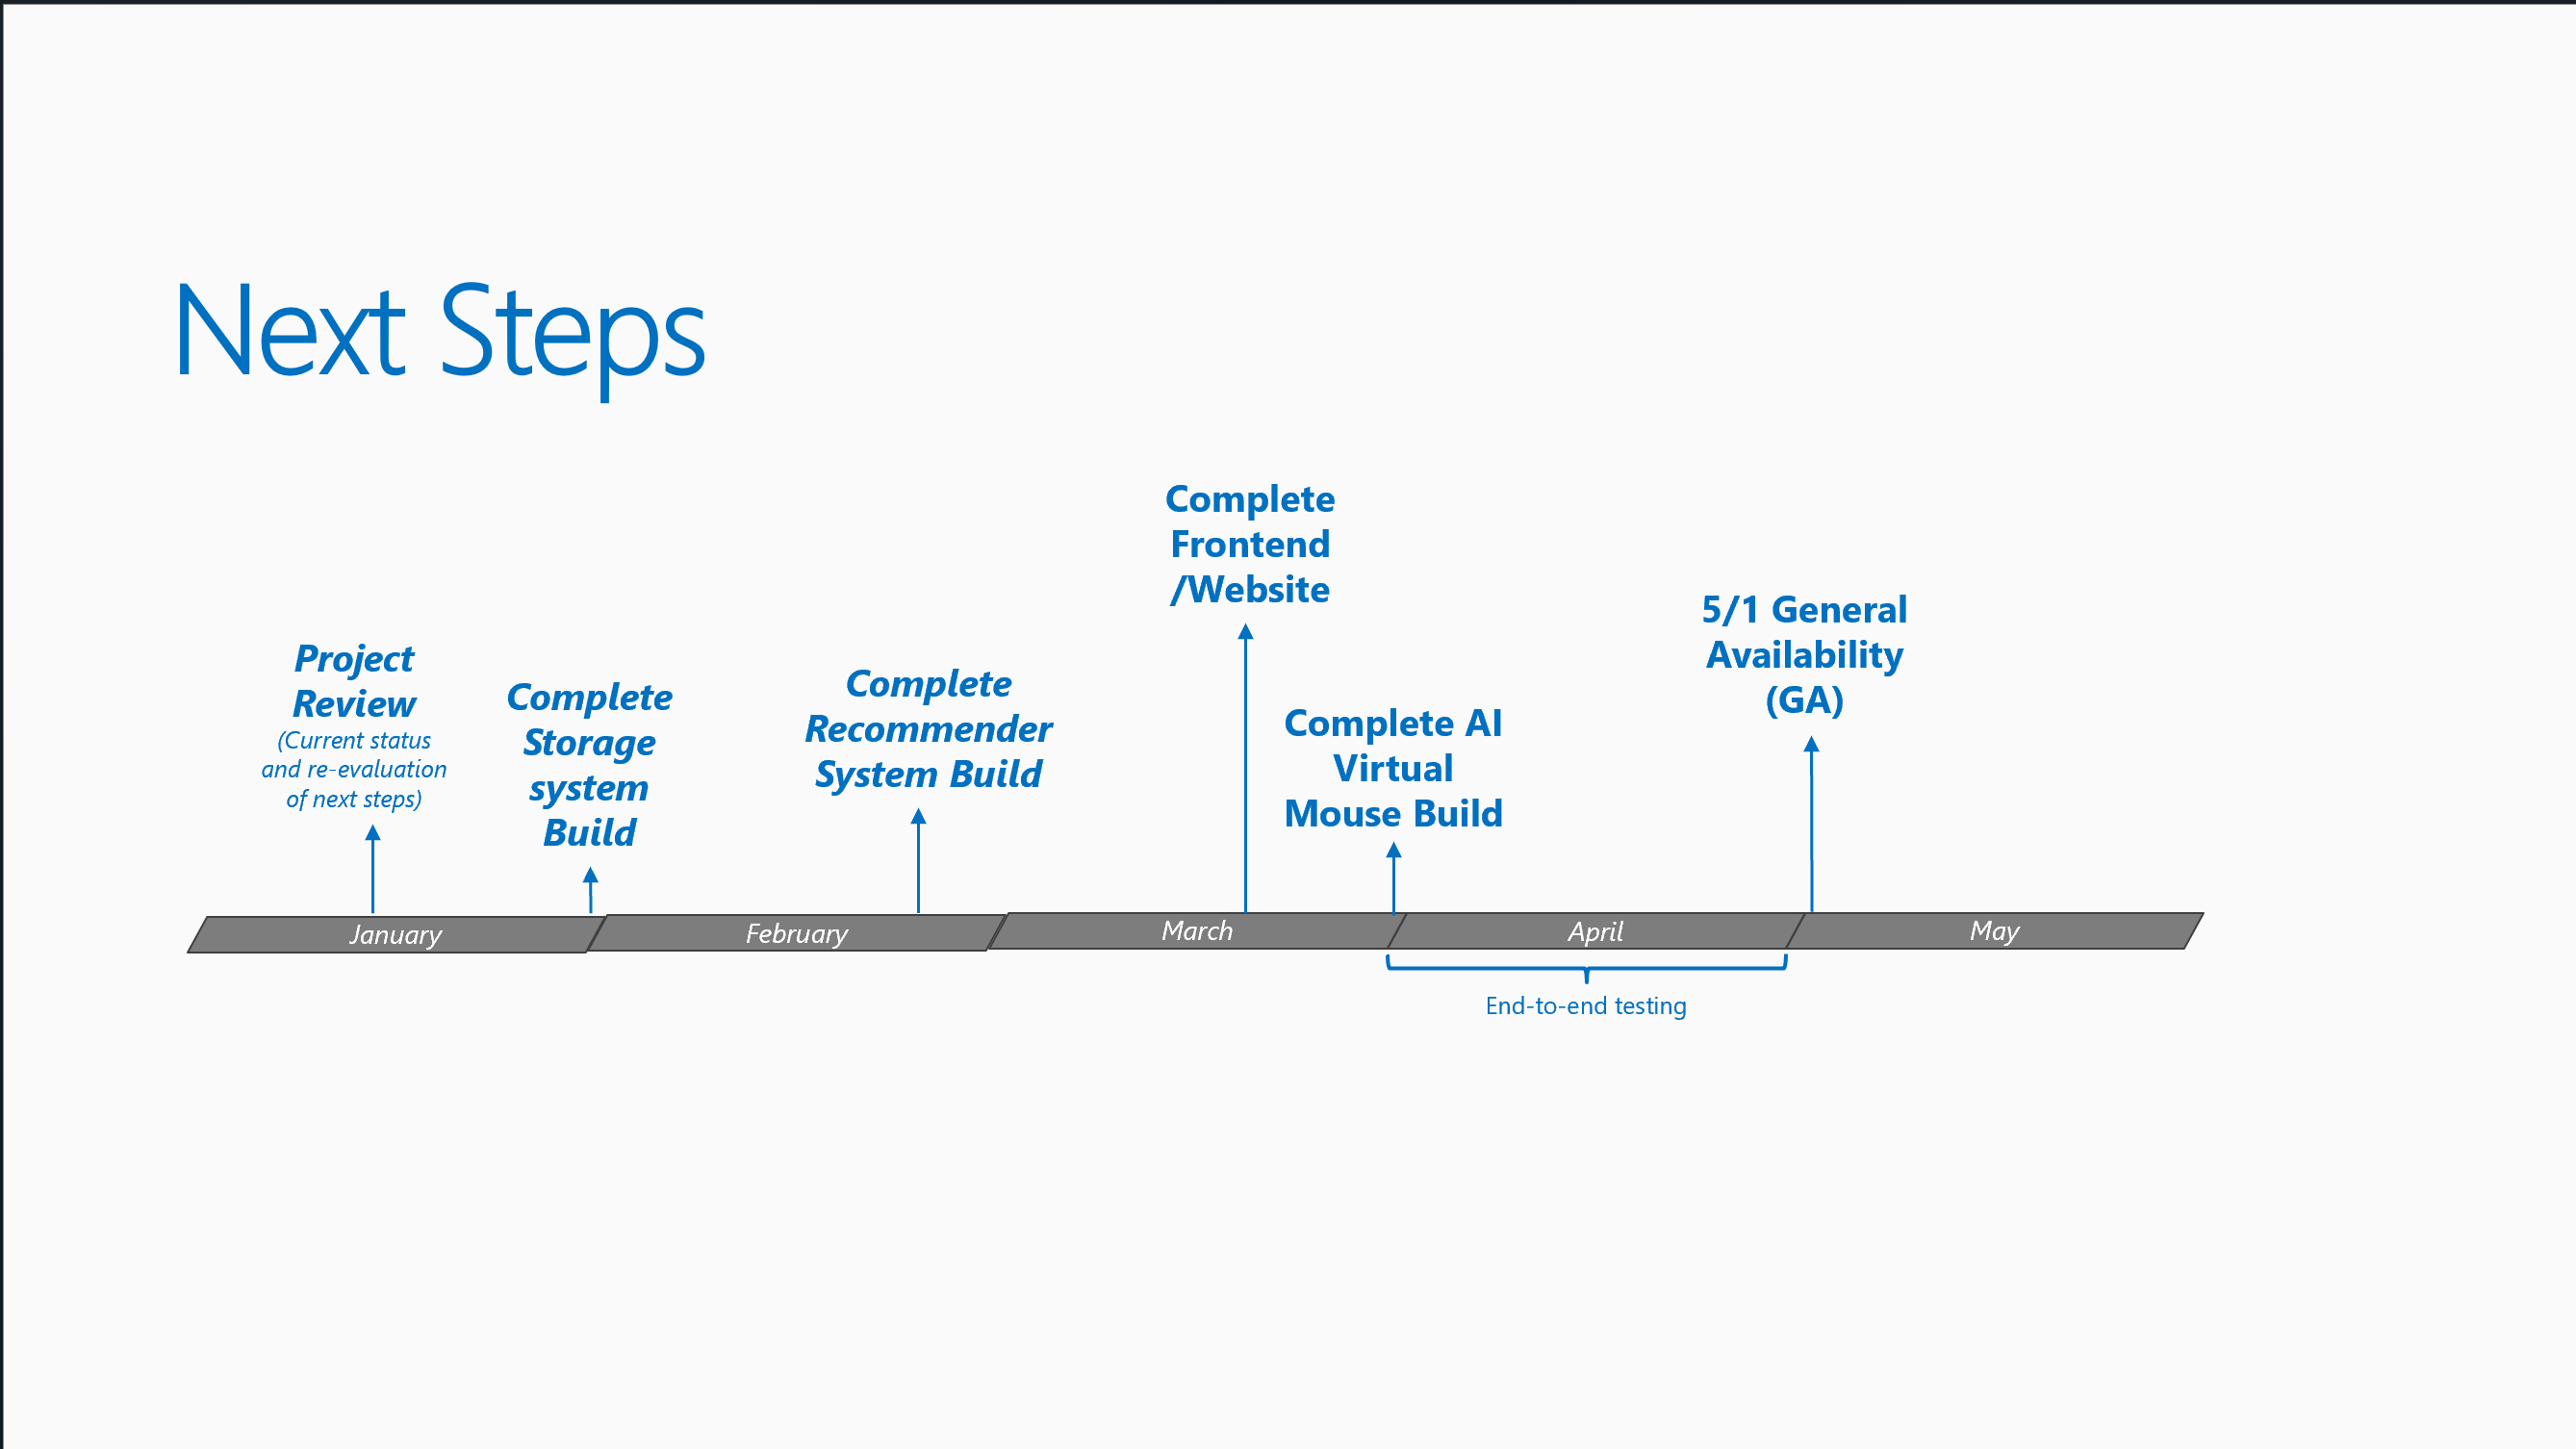 Next Steps
Project
Review
(Current status
and re-evaluation
of next steps)
Complete
Storage
system
Build
Complete
Recommender
System Build
Complete
Frontend
/Website
Complete AI
Virtual
Mouse Build
5/1 General
Availability
(GA)
January
February
March
April
May
End-to-end testing